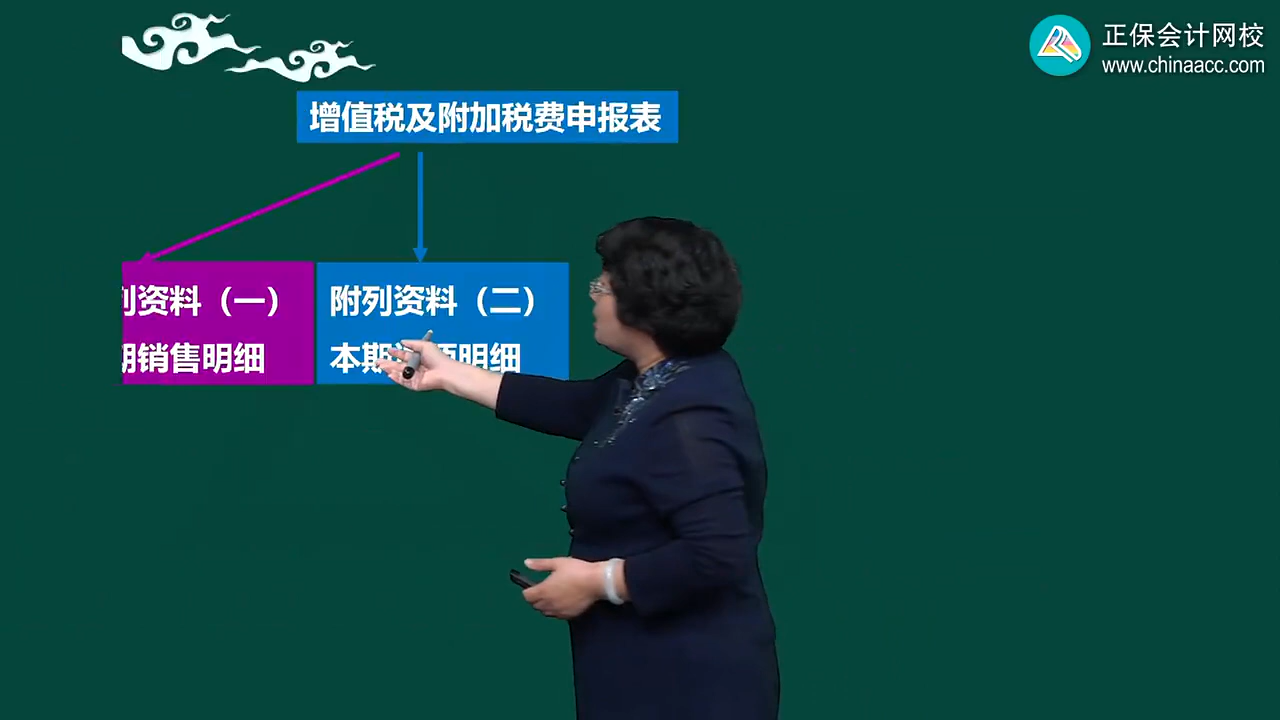 正保会计网校
www.chinaacc.com
增值税及附加税费申报表
列资料（一）
期销售明细
附列资料（二）
本期 明细